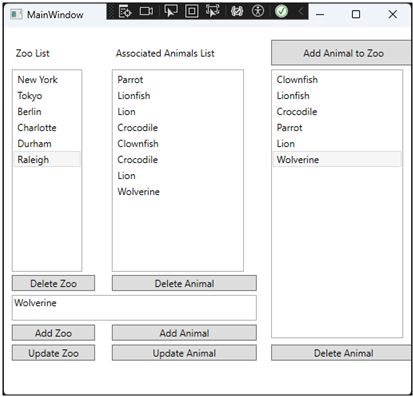 MainWindow
Zoo List
Associated Animals List
Add Animal to Zoo
New York
Tokyo
Berlin
Charlotte
Durham
Raleigh
Parrot
Lionfish
Lion
Crocodile
Clownfish
Crocodile
Lion
Wolverine
Clownfish
Lionfish
Crocodile
Parrot
Lion
Wolverine
Delete Zoo
Delete Animal
Wolverine
Add Zoo
Add Animal
Update Zoo
Update Animal
Delete Animal